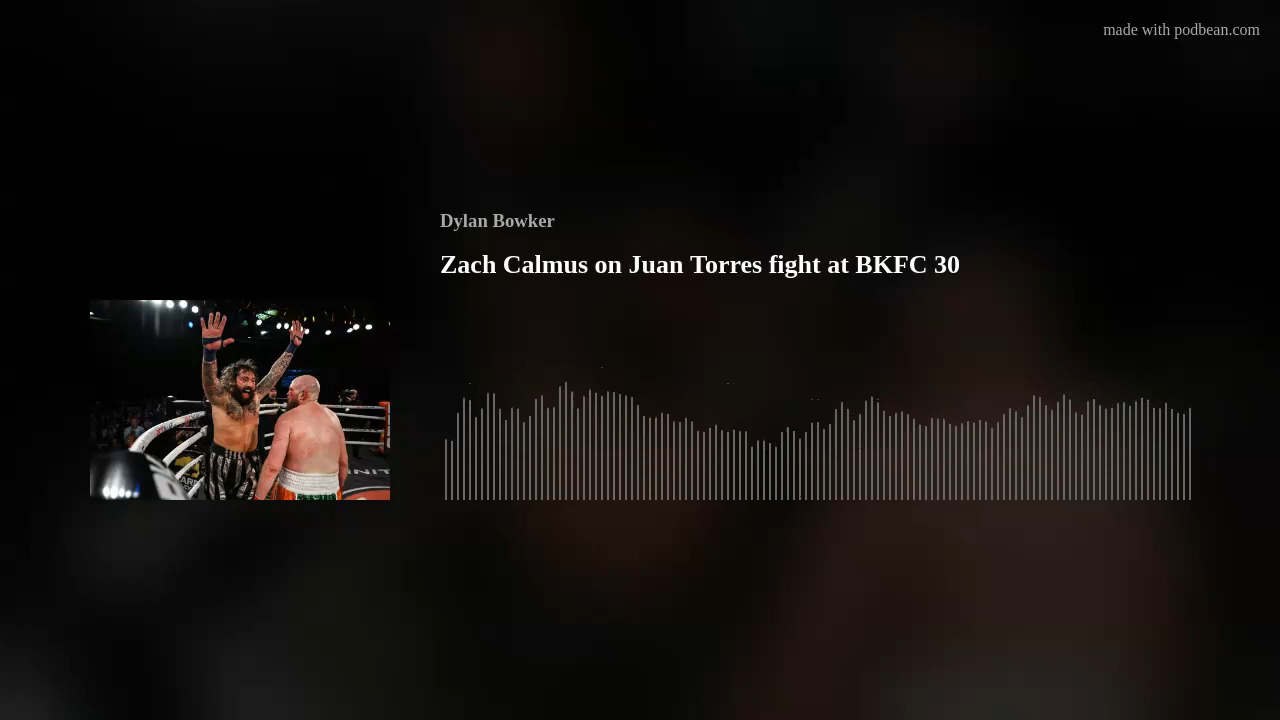 made with podbean.com
Dylan Bowker
Zach Calmus on Juan Torres fight at BKFC 30